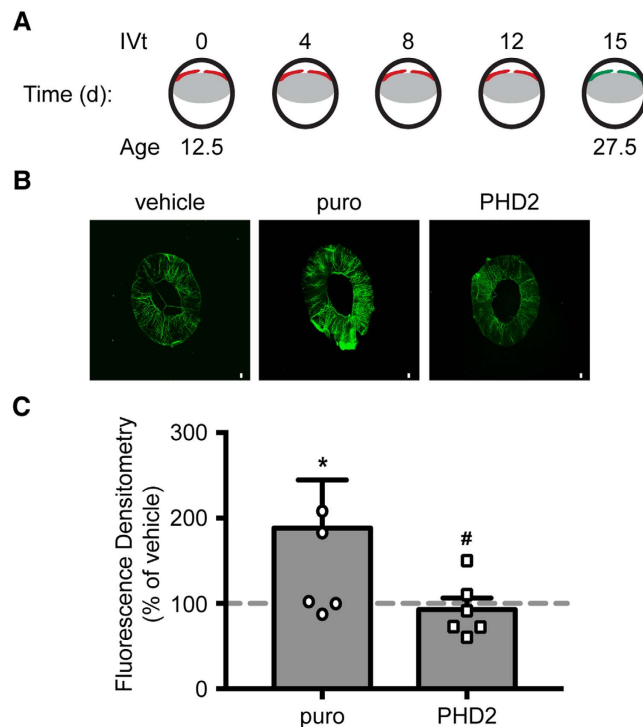 A
IVt 0 4 8 12 15
Time (d):
Age 12.5 27.5
B
vehicle puro PHD2
C
Fluorescence Densitometry
(% of vehicle)
300
200
100
0
*
#
puro PHD2